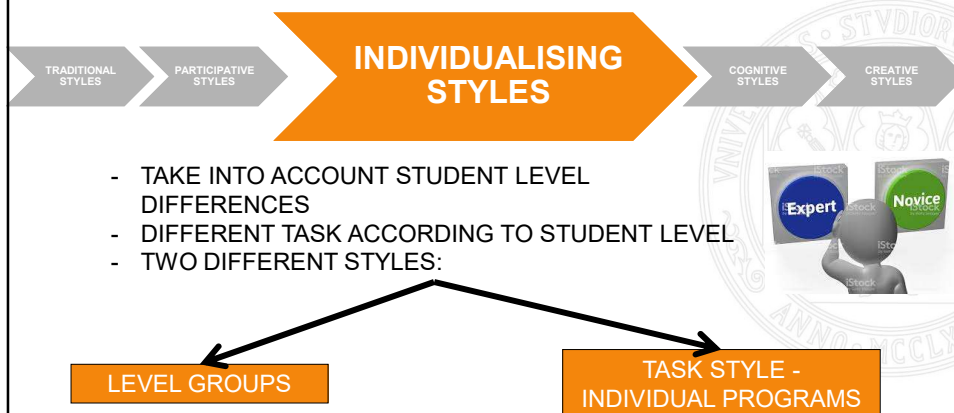 TRADITIONAL
STYLES
PARTICIPATIVE
STYLES
INDIVIDUALISING
STYLES
COGNITIVE
STYLES
CREATIVE
STYLES
- TAKE INTO ACCOUNT STUDENT LEVEL
DIFFERENCES
- DIFFERENT TASK ACCORDING TO STUDENT LEVEL
- TWO DIFFERENT STYLES:
Expert
Novice
iStock
LEVEL GROUPS
TASK STYLE -
INDIVIDUAL PROGRAMS